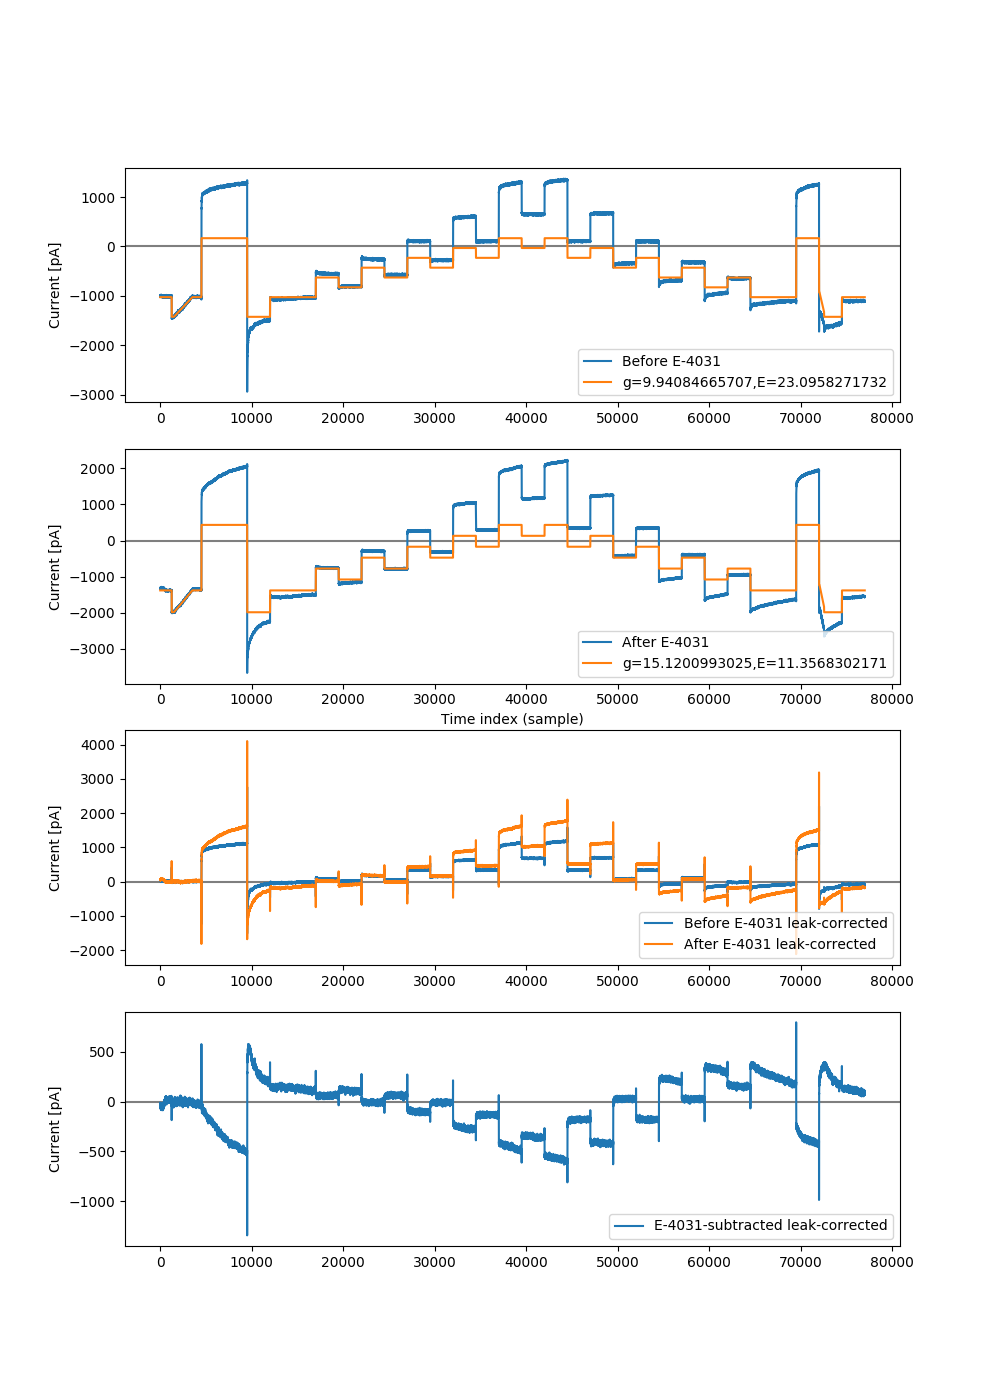 1000
0
−1000
−2000
−3000
Current [pA]
Before E-4031
g=9.94084665707,E=23.0958271732
0 10000 20000 30000 40000 50000 60000 70000 80000
2000
1000
0
−1000
−2000
−3000
Current [pA]
After E-4031
g=15.1200993025,E=11.3568302171
0 10000 20000 30000 40000 50000 60000 70000 80000
Time index (sample)
4000
3000
2000
1000
0
−1000
−2000
Current [pA]
Before E-4031 leak-corrected
After E-4031 leak-corrected
0 10000 20000 30000 40000 50000 60000 70000 80000
500
0
−500
−1000
Current [pA]
E-4031-subtracted leak-corrected
0 10000 20000 30000 40000 50000 60000 70000 80000